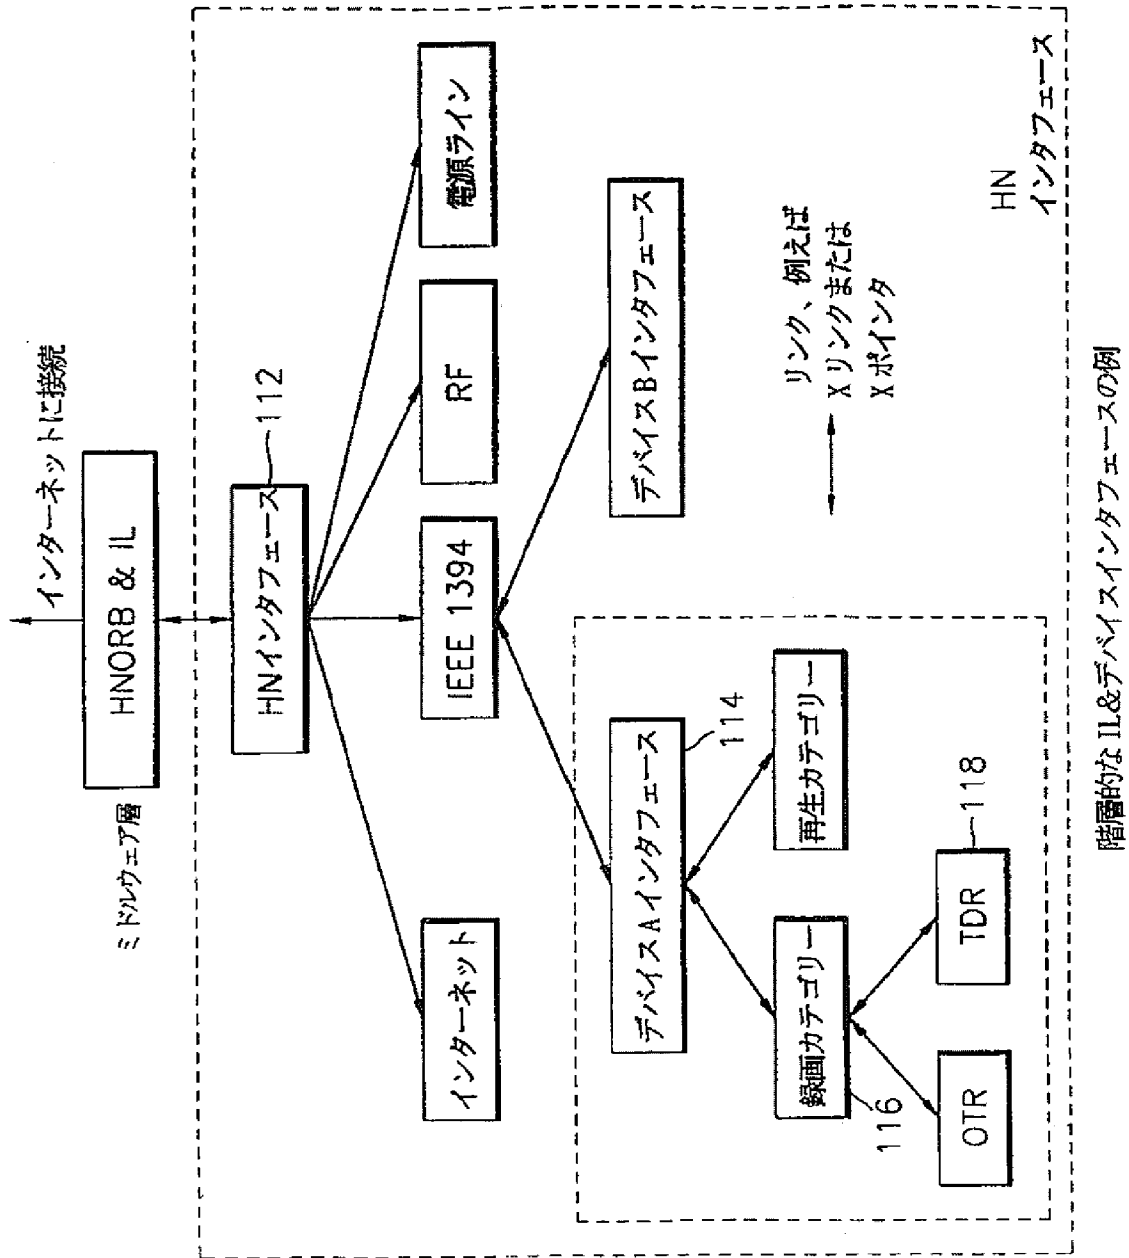 インターネットに接続
ミドルウェア層
HNORB & IL
HNインタフェース
112
インターネット
IEEE 1394
RF
電源ライン
デバイスAインタフェース
114
デバイスBインタフェース
録画カテゴリー
116
再生カテゴリー
OTR
TDR
118
リンク、例えば
Xリンクまたは
Xポインタ
HN
インタフェース
階層的なIL&デバイスインタフェースの例